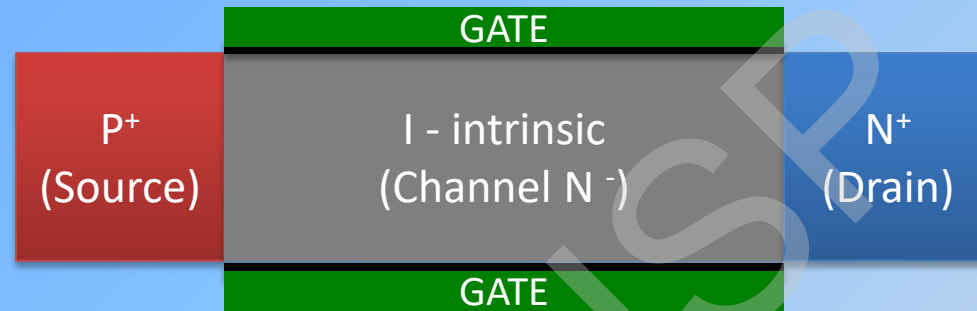 GATE
P⁺
(Source)
I - intrinsic
(Channel N ⁻)
N⁺
(Drain)
GATE